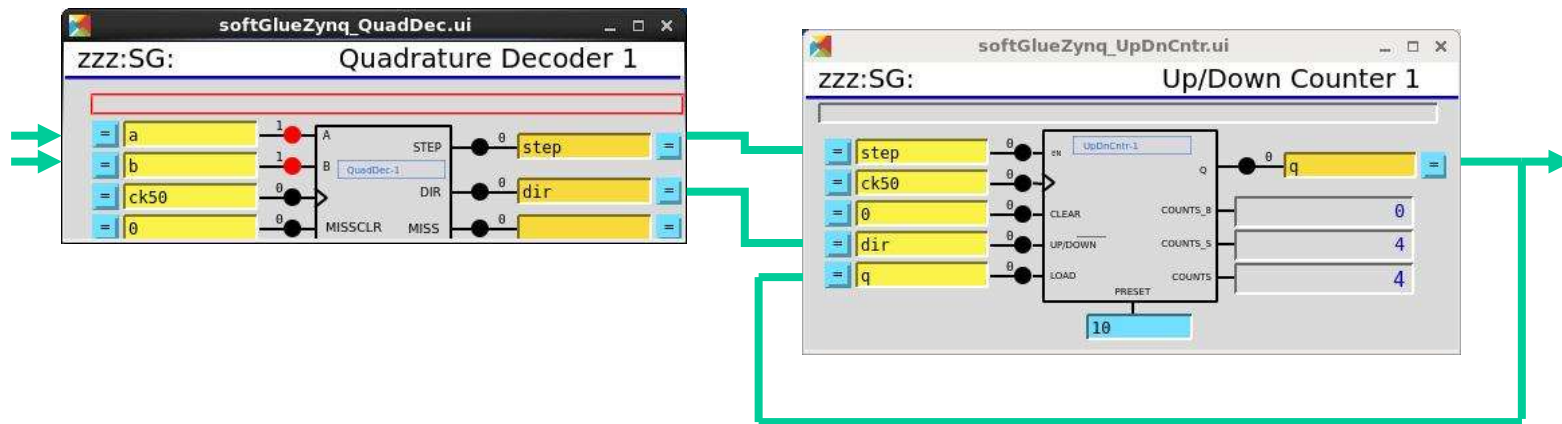 softGlueZynq_QuadDec.ui
zzz:SG: Quadrature Decoder 1
= a 1 A STEP 0 step =
= b 1 B QuadDec-1
= ck50 0 DIR 0 dir =
= 0 0 MISSCLR MISS 0 =
softGlueZynq_UpDnCntr.ui
zzz:SG: Up/Down Counter 1
= step 0 EN UpDnCntr-1 Q 0 q =
= ck50 0
= 0 0 CLEAR COUNTS_B 0
= dir 0 UP/DOWN COUNTS_S 4
= q 0 LOAD COUNTS 4
PRESET
10